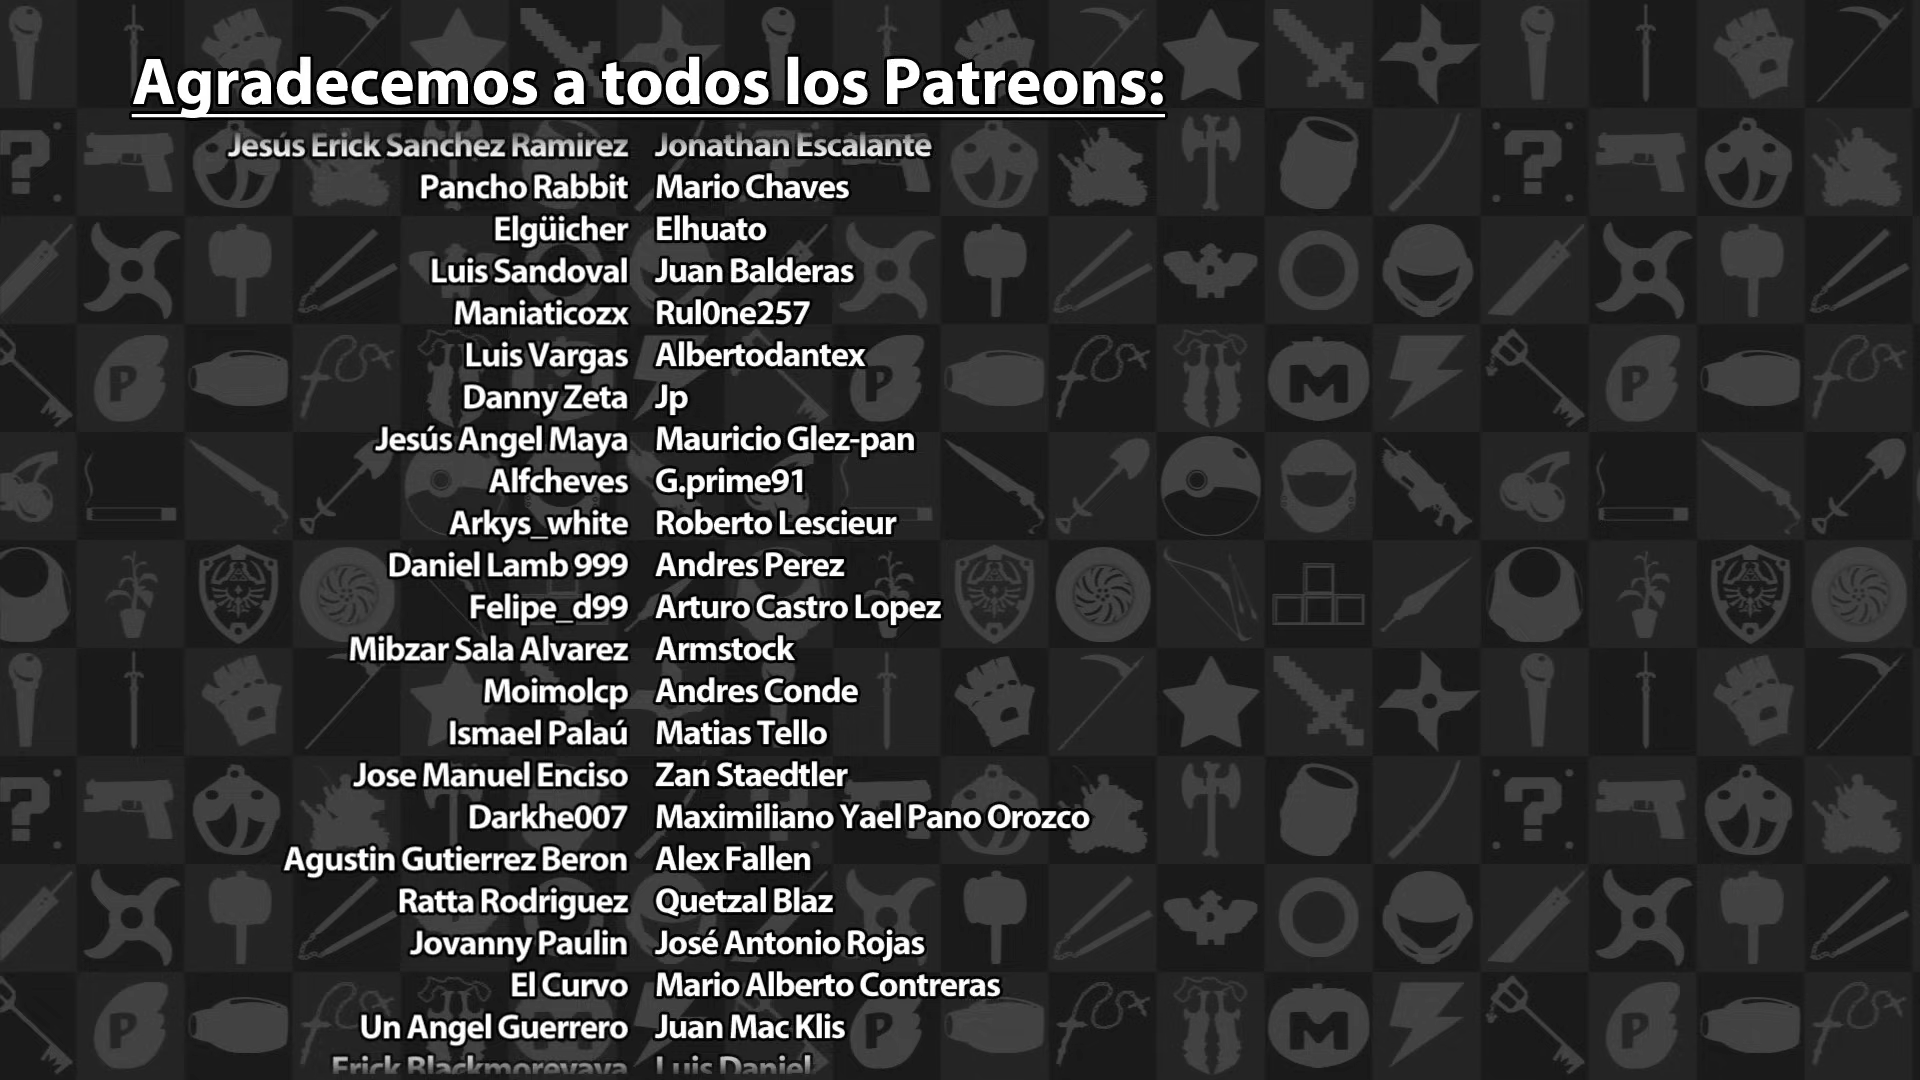 Agradecemos a todos los Patreons:
Jesús Erick Sanchez Ramirez Jonathan Escalante
Pancho Rabbit Mario Chaves
Elgüicher Elhuato
Luis Sandoval Juan Balderas
Maniaticozx Rul0ne257
Luis Vargas Albertodantex
Danny Zeta Jp
Jesús Angel Maya Mauricio Glez-pan
Alfcheves G.prime91
Arkys_white Roberto Lescieur
Daniel Lamb 999 Andres Perez
Felipe_d99 Arturo Castro Lopez
Mibzar Sala Alvarez Armstock
Moimolcp Andres Conde
Ismael Palaú Matias Tello
Jose Manuel Enciso Zan Staedtler
Darkhe007 Maximiliano Yael Pano Orozco
Agustin Gutierrez Beron Alex Fallen
Ratta Rodriguez Quetzal Blaz
Jovanny Paulin José Antonio Rojas
El Curvo Mario Alberto Contreras
Un Angel Guerrero Juan Mac Klis
Erick Luis Daniel